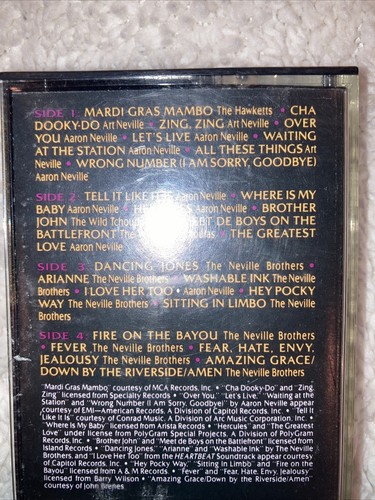 SIDE 1: MARDI GRAS MAMBO The Hawketts • CHA
DOOKY-DO Art Neville • ZING, ZING Art Neville • OVER
YOU Aaron Neville • LET'S LIVE Aaron Neville • WAITING
AT THE STATION Aaron Neville • ALL THESE THINGS Art
Neville • WRONG NUMBER (I AM SORRY, GOODBYE)
Aaron Neville
SIDE 2: TELL IT LIKE IT IS Aaron Neville • WHERE IS MY
BABY Aaron Neville • Aaron Neville • BROTHER
JOHN The Wild Tchoupitoulas • MEET DE BOYS ON THE
BATTLEFRONT The • THE GREATEST
LOVE Aaron Neville
SIDE 3: DANCING JONES The Neville Brothers •
ARIANNE The Neville Brothers • WASHABLE INK The Neville
Brothers • I LOVE HER TOO • Aaron Neville • HEY POCKY
WAY The Neville Brothers • SITTING IN LIMBO The Neville
Brothers
SIDE 4: FIRE ON THE BAYOU The Neville Brothers
• FEVER The Neville Brothers • FEAR, HATE, ENVY,
JEALOUSY The Neville Brothers • AMAZING GRACE/
DOWN BY THE RIVERSIDE/AMEN The Neville Brothers
"Mardi Gras Mambo" courtesy of MCA Records, Inc. • "Cha Dooky-Do" and "Zing,
Zing" licensed from Specialty Records • "Over You," "Let's Live," "Waiting at the
Station" and "Wrong Number (I Am Sorry, Goodbye)" by Aaron Neville appear
courtesy of EMI—American Records, A Division of Capitol Records, Inc. • "Tell It
Like It Is" courtesy of Conrad Music, A Division of Arc Music Corporation. •
"Where Is My Baby" licensed from Arista Records • "Hercules" and "The Greatest
Love" under license from PolyGram Special Projects, A Division of PolyGram
Records, Inc. • "Brother John" and "Meet de Boys on the Battlefront" licensed from
Island Records • "Dancing Jones," "Arianne" and "Washable Ink" by The Neville
Brothers, and "I Love Her Too" from the HEARTBEAT Soundtrack appear courtesy
of Capitol Records, Inc. • "Hey Pocky Way," "Sitting In Limbo" and "Fire on the
Bayou" licensed from A & M Records • "Fever" and "Fear, Hate, Envy, Jealousy"
licensed from Barry Wilson • "Amazing Grace/Down by the Riverside/Amen"
courtesy of John Berthes